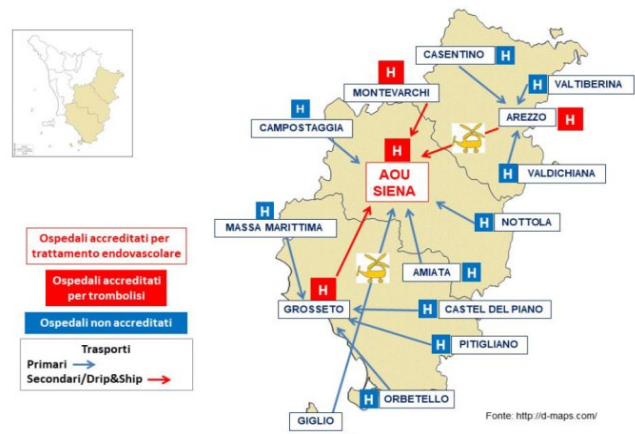 CASENTINO H
H
MONTEVARCHI
H VALTIBERINA
H
CAMPOSTAGGIA
AREZZO H
H
AOU
SIENA
H VALDICHIANA
H
MASSA MARITTIMA
H NOTTOLA
Ospedali accreditati per
trattamento endovascolare
AMIATA H
Ospedali accreditati
per trombolisi
H
GROSSETO
H CASTEL DEL PIANO
Ospedali non accreditati
H PITIGLIANO
Trasporti
Primari
Secondari/Drip&Ship
H ORBETELLO
GIGLIO
Fonte: http://d-maps.com/